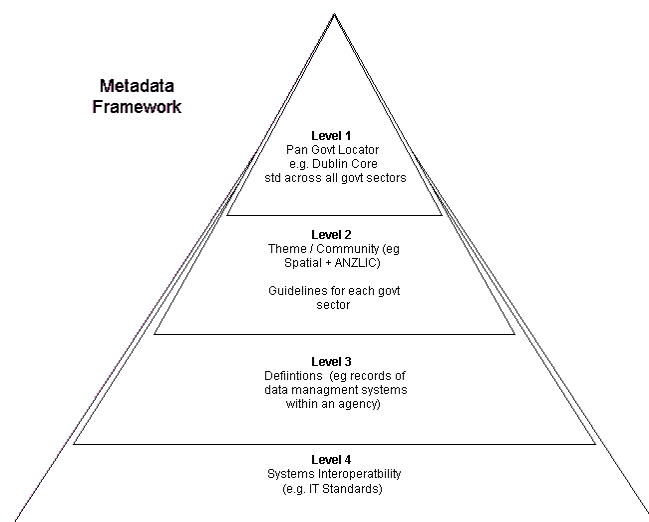 Metadata
Framework
Level 1
Pan Govt Locator
e.g. Dublin Core
std across all govt sectors
Level 2
Theme / Community (eg
Spatial + ANZLIC)
Guidelines for each govt
sector
Level 3
Defiintions (eg records of
data managment systems
within an agency)
Level 4
Systems Interoperatbility
(e.g. IT Standards)